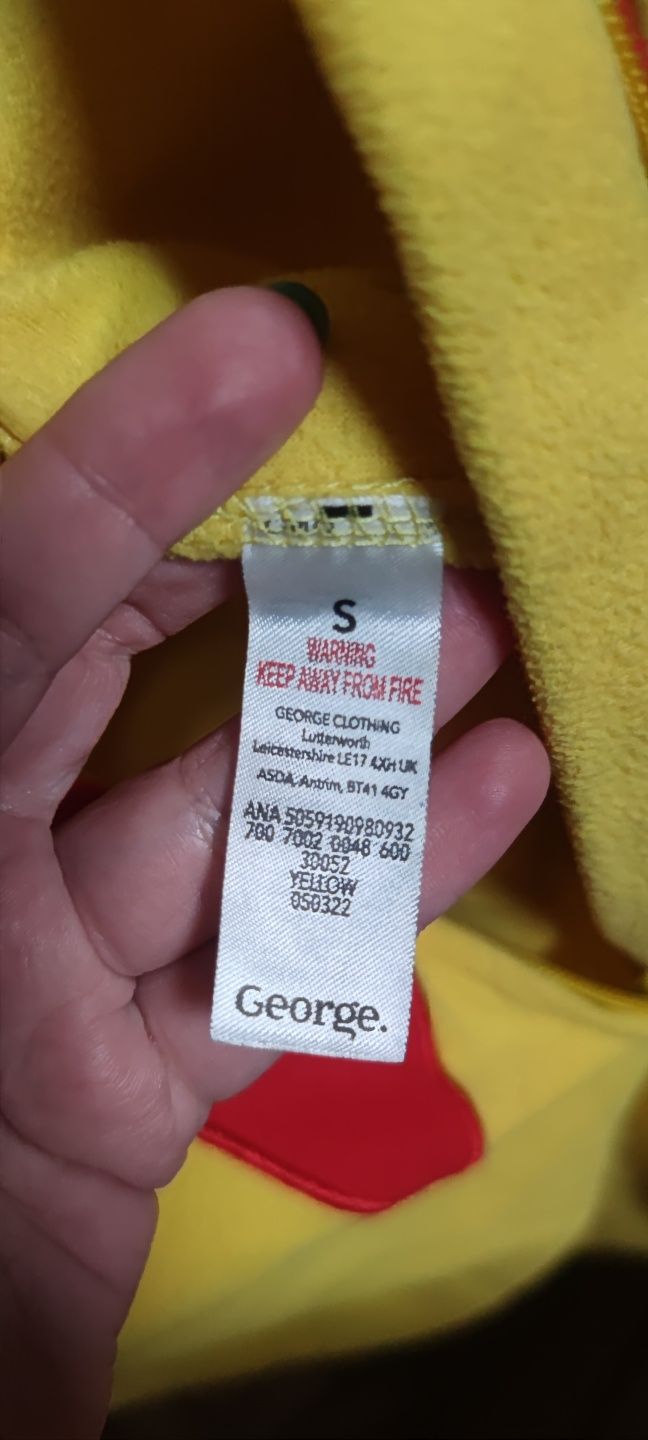 S
WARNING
KEEP AWAY FROM FIRE
GEORGE CLOTHING
Lutterworth
Leicestershire LE17 4XH UK
ASDA, Antrim, BT41 4GY
ANA 5059190980932
700 7002 0048 600
30052
YELLOW
050322
George.